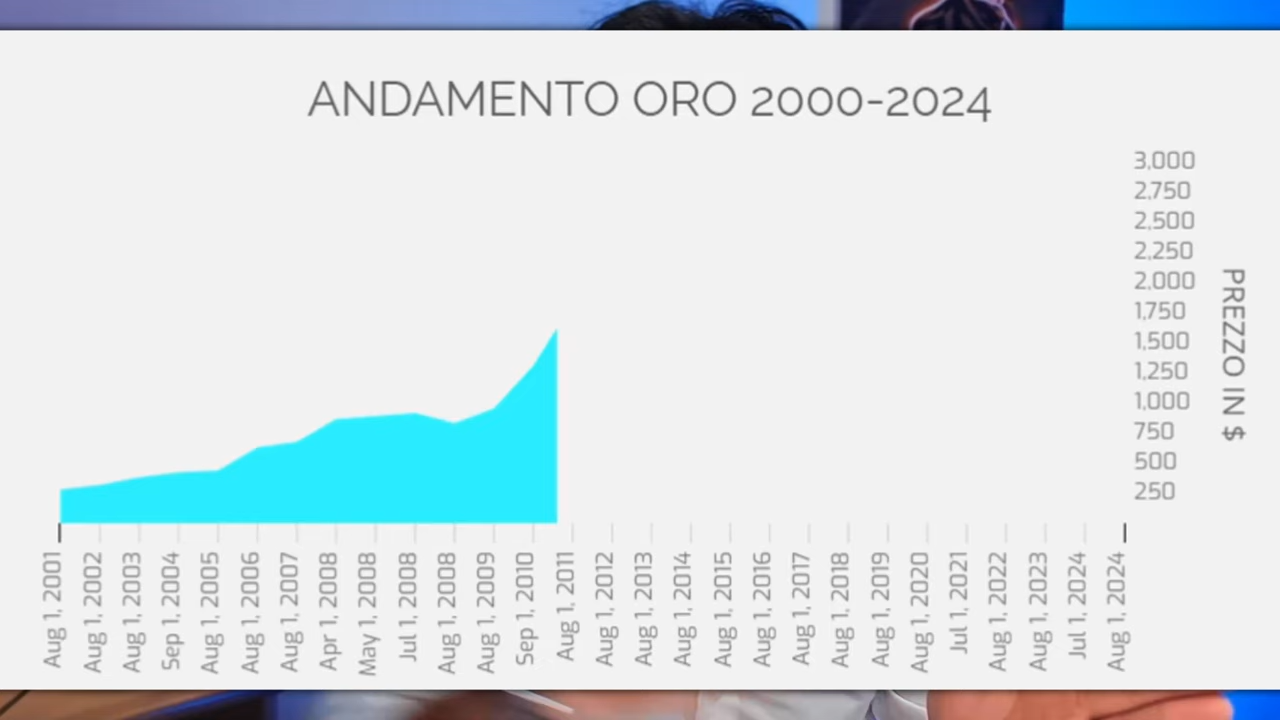 ANDAMENTO ORO 2000-2024
3,000
2,750
2,500
2,250
2,000
1,750
1,500
1,250
1,000
750
500
250
PREZZO IN $
Aug 1, 2001
Aug 1, 2002
Aug 1, 2003
Sep 1, 2004
Aug 1, 2005
Aug 1, 2006
Aug 1, 2007
Apr 1, 2008
May 1, 2008
Jul 1, 2008
Aug 1, 2008
Aug 1, 2009
Sep 1, 2010
Aug 1, 2011
Aug 1, 2012
Aug 1, 2013
Aug 1, 2014
Aug 1, 2015
Aug 1, 2016
Aug 1, 2017
Aug 1, 2018
Aug 1, 2019
Aug 1, 2020
Jul 1, 2021
Aug 1, 2022
Aug 1, 2023
Jul 1, 2024
Aug 1, 2024